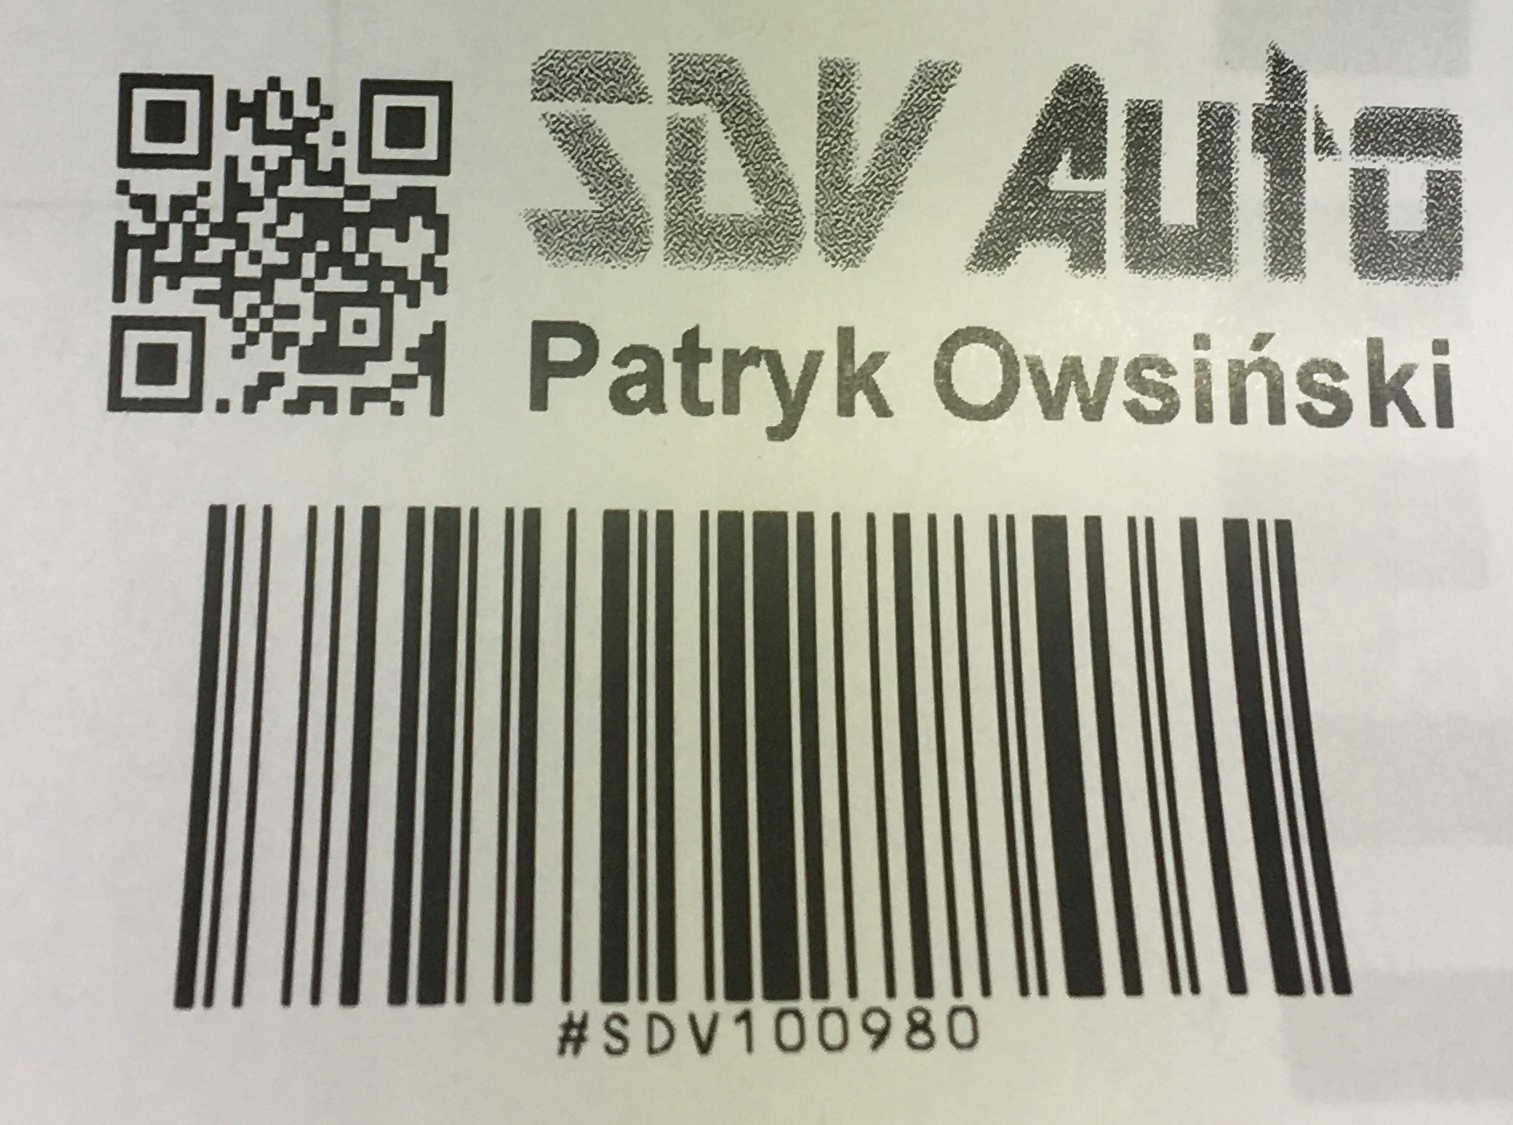 SDV Auto
Patryk Owsiński
#SDV100980